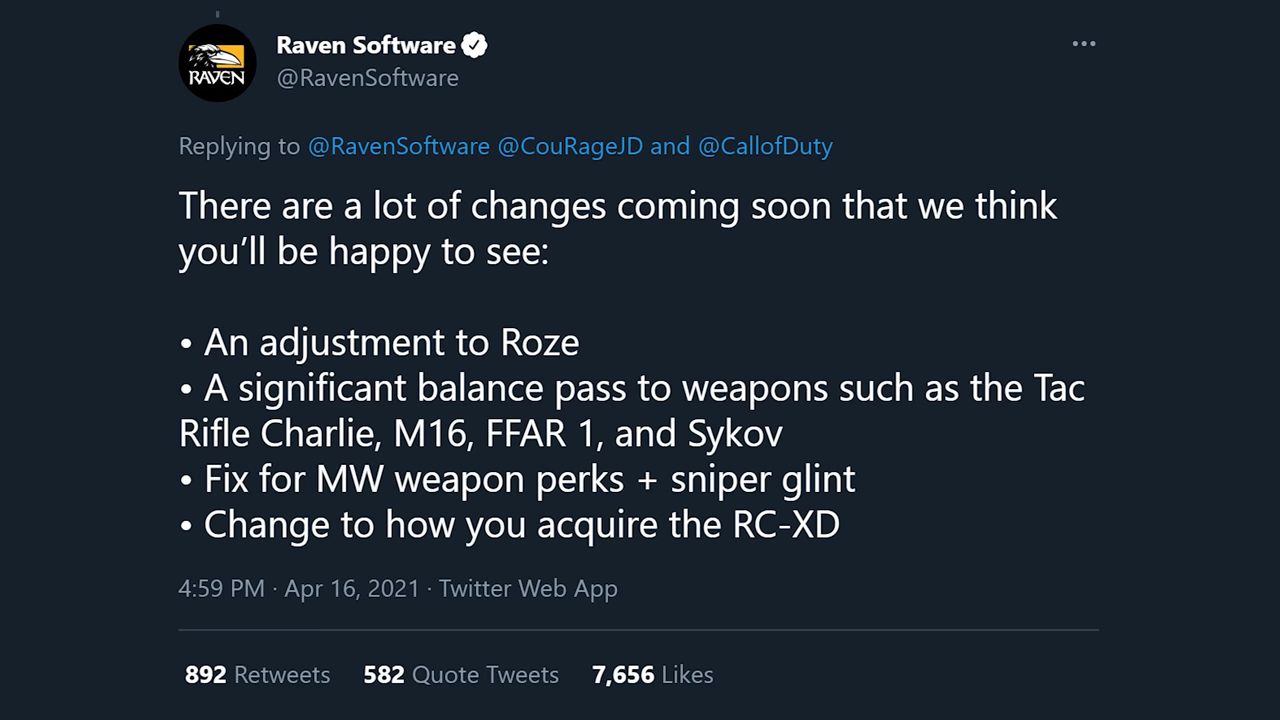 Raven Software
@RavenSoftware
RAVEN
Replying to @RavenSoftware @CouRageJD and @CallofDuty
There are a lot of changes coming soon that we think
you’ll be happy to see:
• An adjustment to Roze
• A significant balance pass to weapons such as the Tac
Rifle Charlie, M16, FFAR 1, and Sykov
• Fix for MW weapon perks + sniper glint
• Change to how you acquire the RC-XD
4:59 PM · Apr 16, 2021 · Twitter Web App
892 Retweets 582 Quote Tweets 7,656 Likes